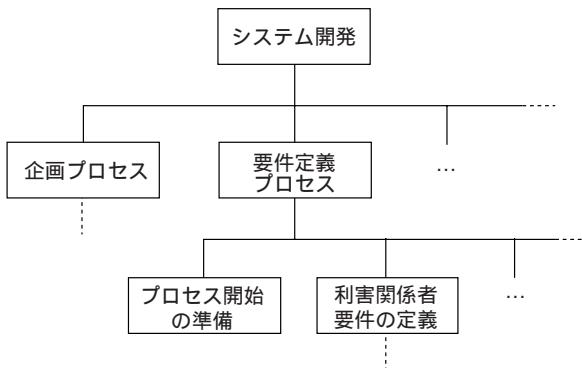 システム開発
企画プロセス
要件定義
プロセス
…
プロセス開始
の準備
利害関係者
要件の定義
…